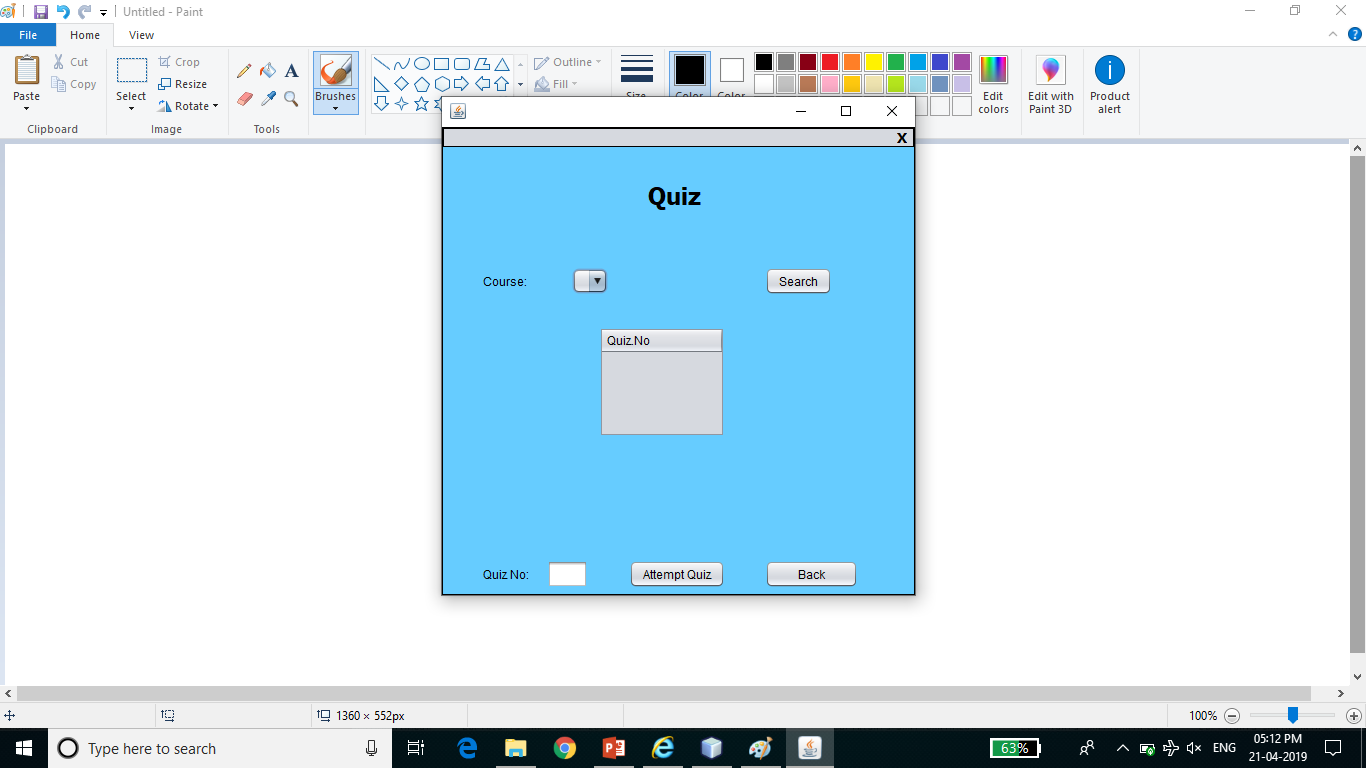 Untitled - Paint
File Home View
Paste
Cut
Copy
Clipboard
Select
Crop
Resize
Rotate
Image
A
Tools
Brushes
Outline
Fill
Size
Color
Color
Edit
colors
Edit with
Paint 3D
Product
alert
X
Quiz
Course:
Search
Quiz.No
Quiz No:
Attempt Quiz
Back
1360 × 552px
100%
Type here to search
63%
ENG
05:12 PM
21-04-2019